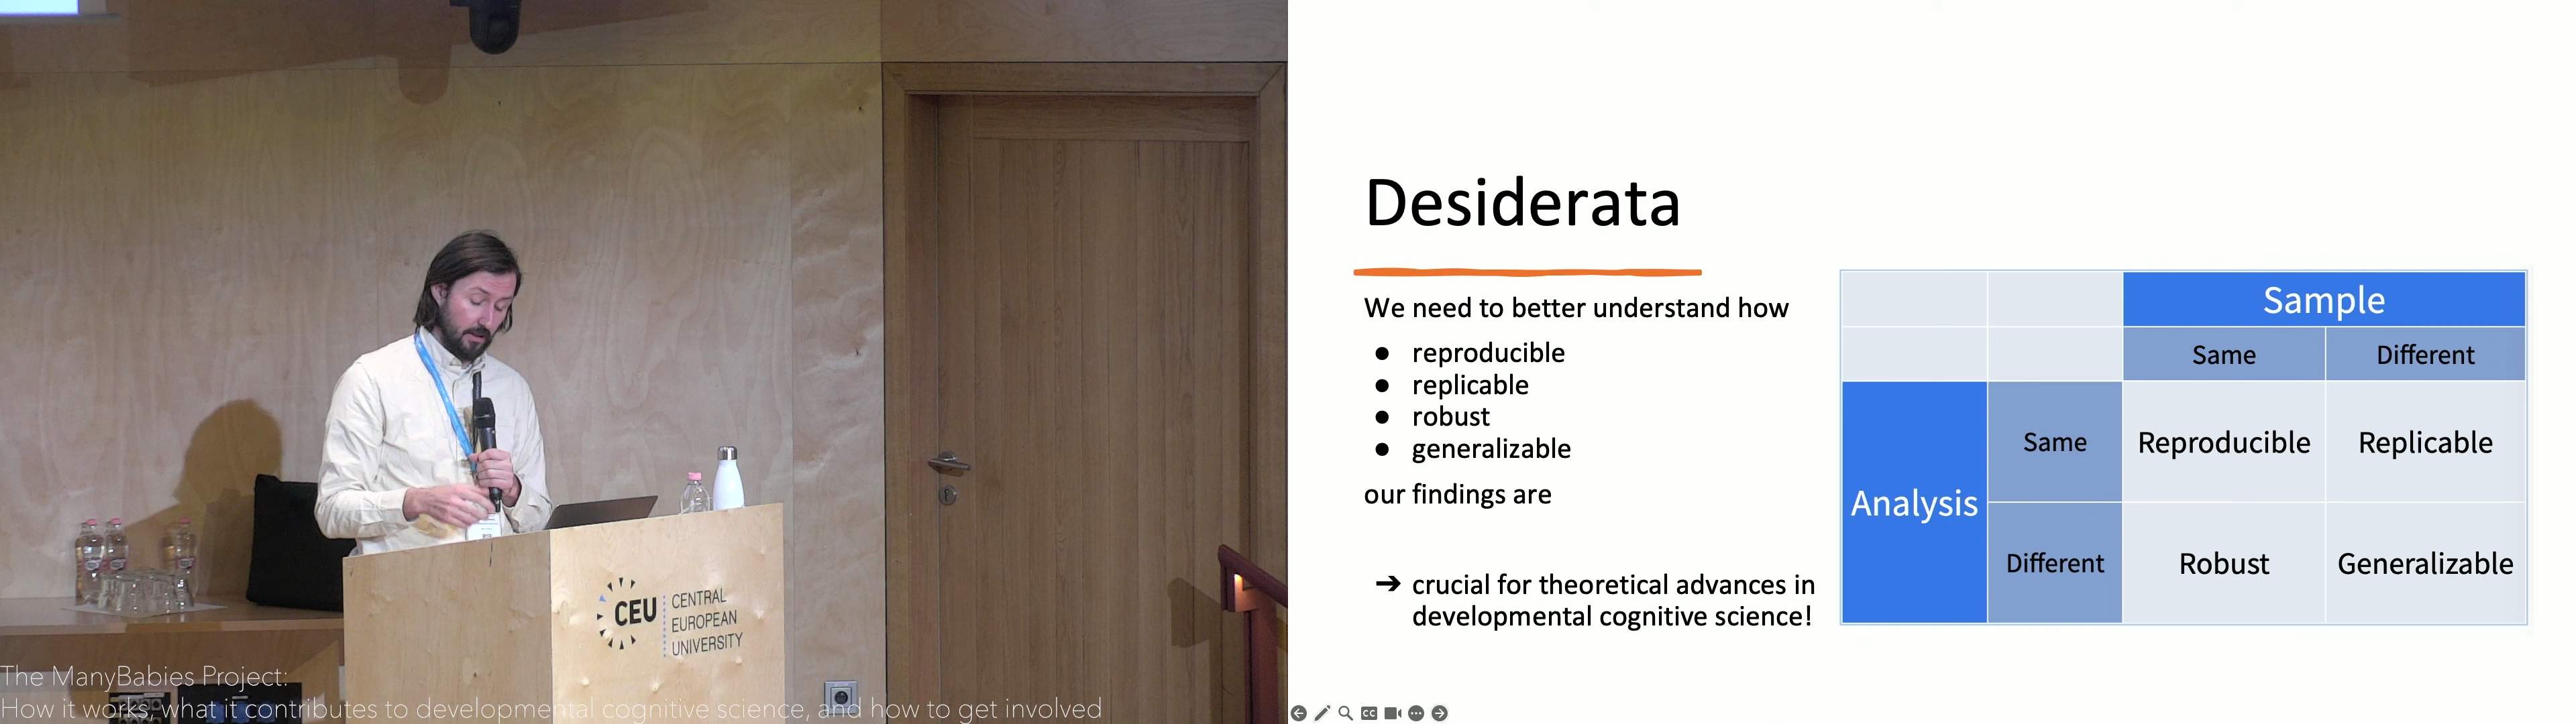 CEU
CENTRAL
EUROPEAN
UNIVERSITY
The ManyBabies Project:
How it works, what it contributes to developmental cognitive science, and how to get involved
Desiderata
We need to better understand how
● reproducible
● replicable
● robust
● generalizable
our findings are
➔ crucial for theoretical advances in
developmental cognitive science!
Sample
Same Different
Analysis
Same Reproducible Replicable
Different Robust Generalizable
CC